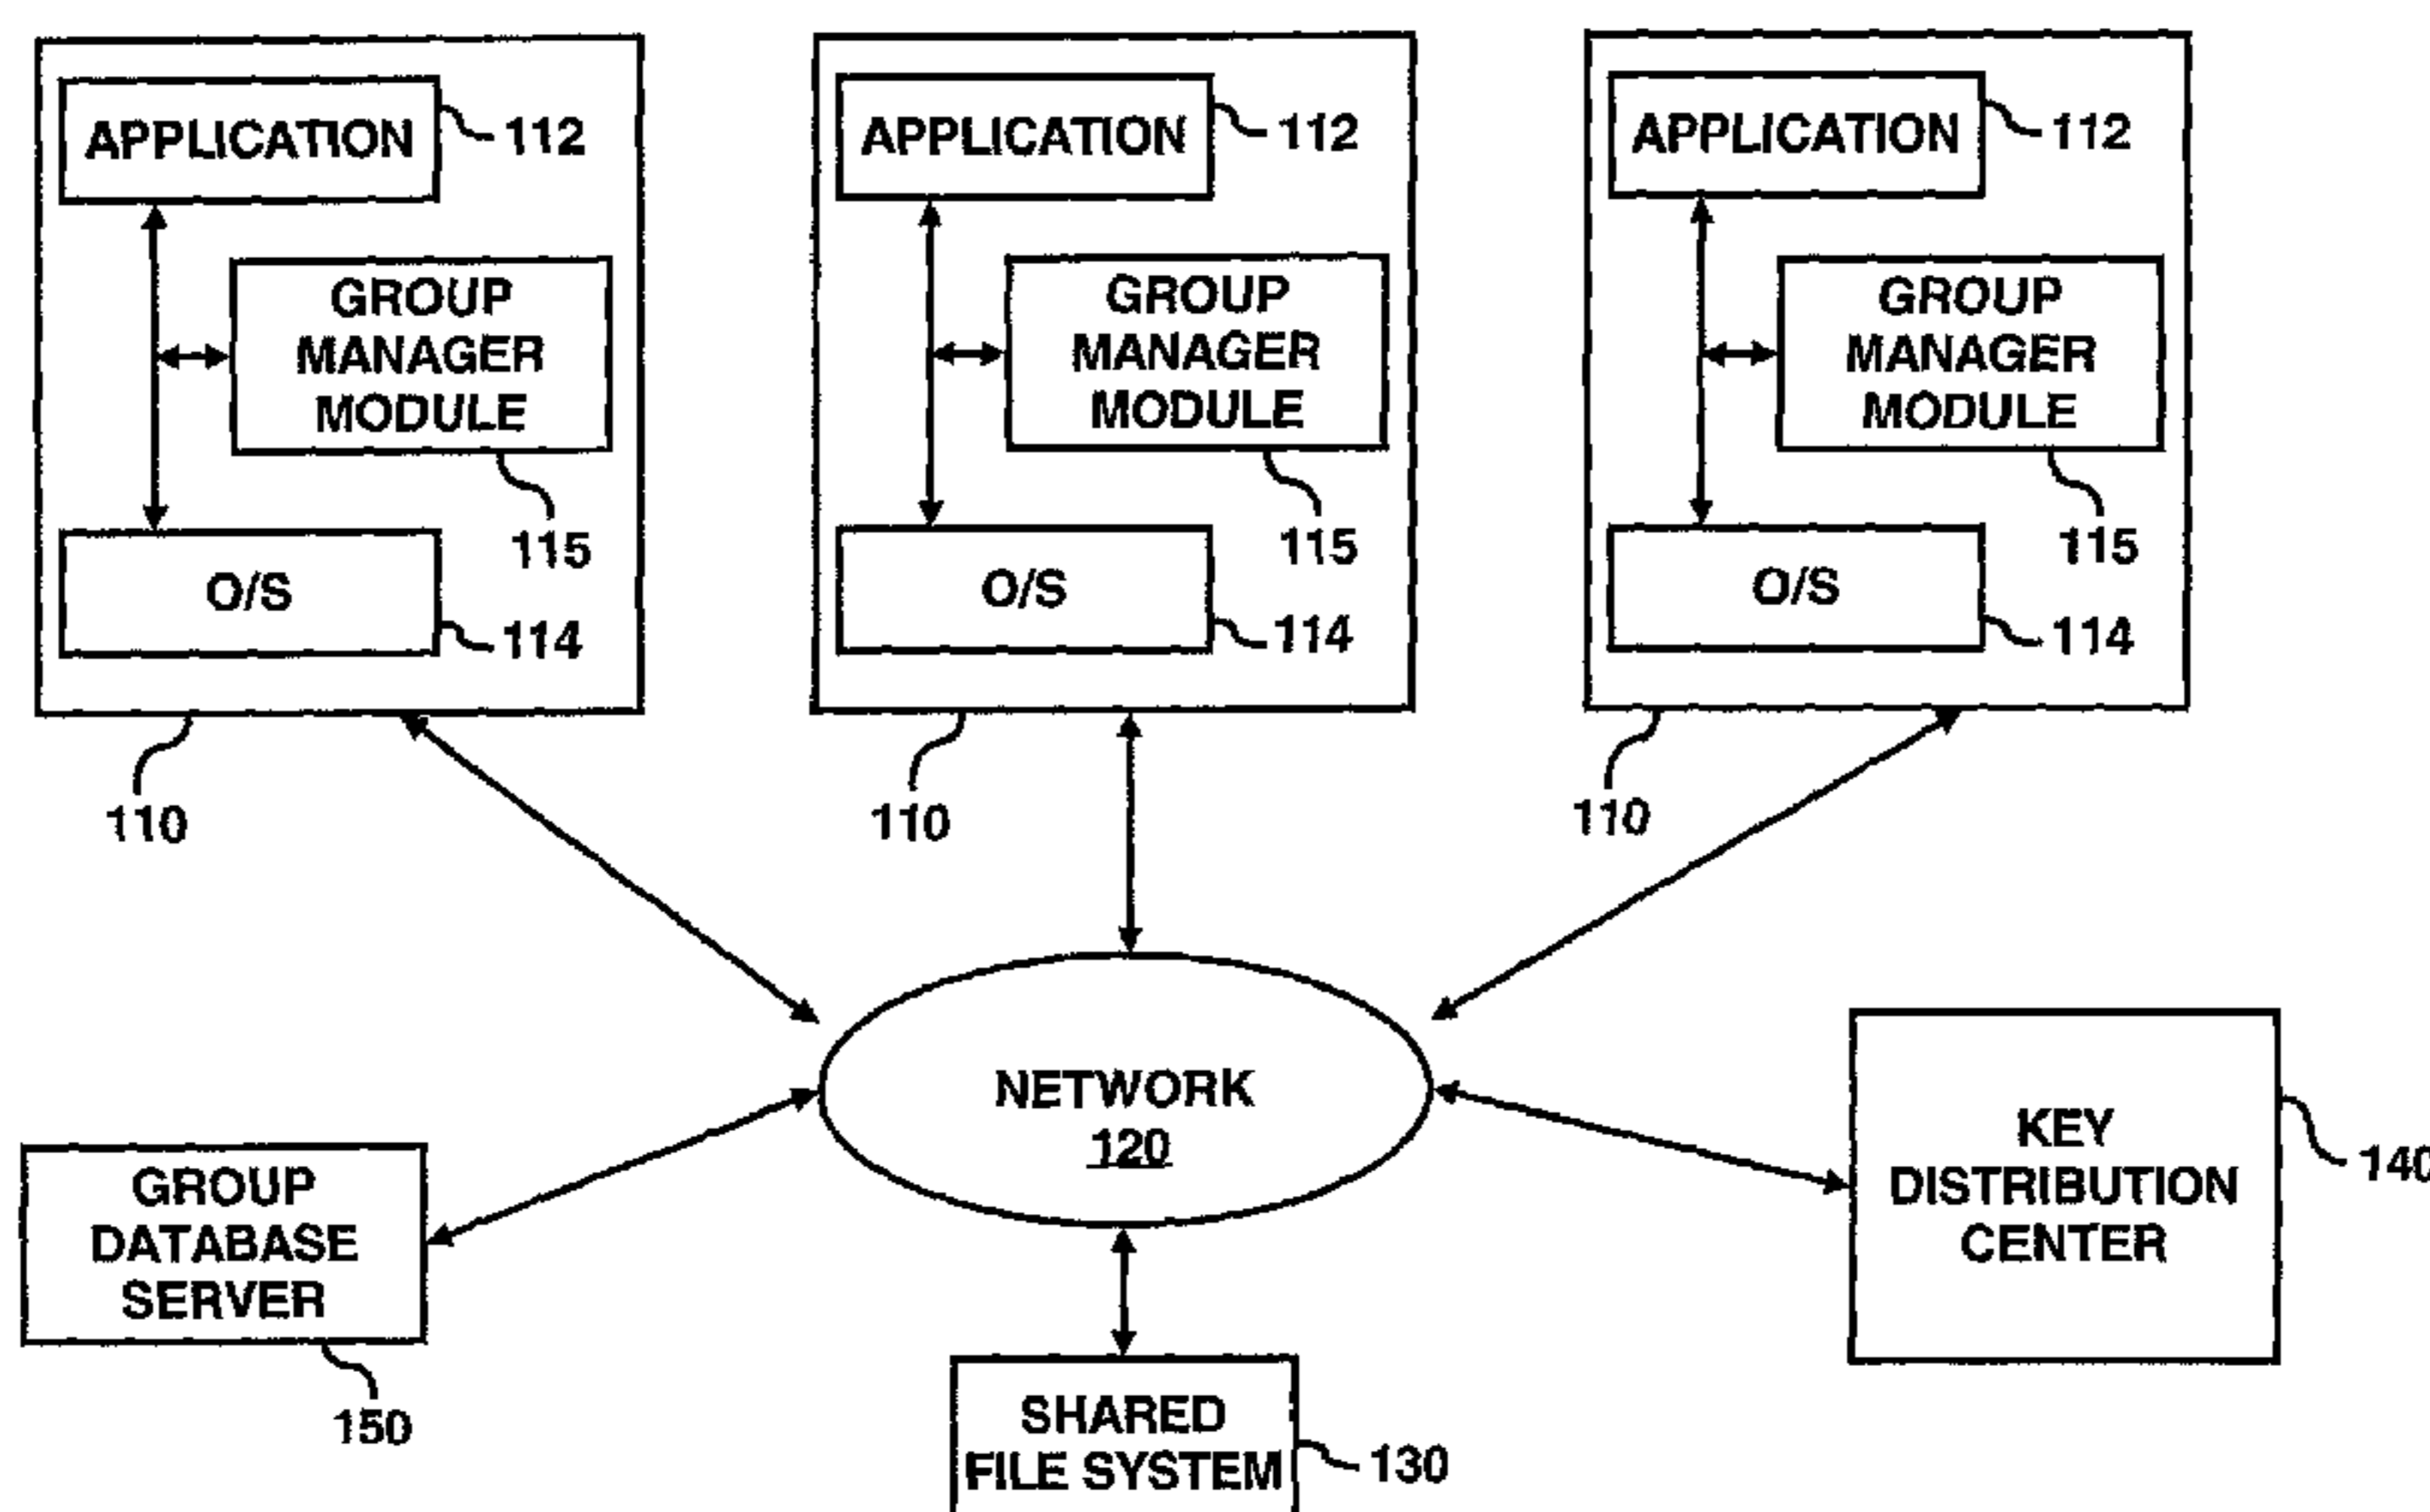 APPLICATION
112
GROUP
MANAGER
MODULE
115
O/S
114
110
APPLICATION
112
GROUP
MANAGER
MODULE
115
O/S
114
110
APPLICATION
112
GROUP
MANAGER
MODULE
115
O/S
114
110
NETWORK
120
GROUP
DATABASE
SERVER
150
SHARED
FILE SYSTEM
130
KEY
DISTRIBUTION
CENTER
140